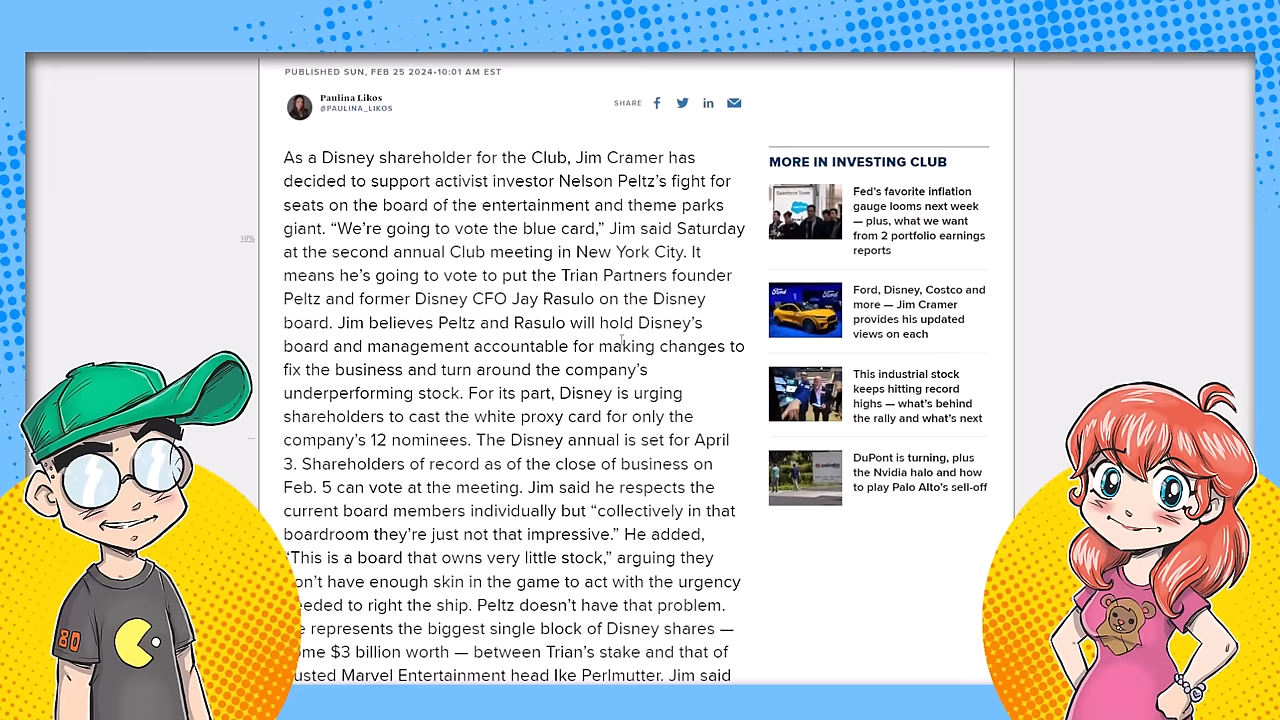 PUBLISHED SUN, FEB 25 2024•10:01 AM EST
Paulina Likos
@PAULINA_LIKOS
SHARE
As a Disney shareholder for the Club, Jim Cramer has
decided to support activist investor Nelson Peltz’s fight for
seats on the board of the entertainment and theme parks
giant. “We’re going to vote the blue card,” Jim said Saturday
at the second annual Club meeting in New York City. It
means he’s going to vote to put the Trian Partners founder
Peltz and former Disney CFO Jay Rasulo on the Disney
board. Jim believes Peltz and Rasulo will hold Disney’s
board and management accountable for making changes to
fix the business and turn around the company’s
underperforming stock. For its part, Disney is urging
shareholders to cast the white proxy card for only the
company’s 12 nominees. The Disney annual is set for April
3. Shareholders of record as of the close of business on
Feb. 5 can vote at the meeting. Jim said he respects the
current board members individually but “collectively in that
boardroom they’re just not that impressive.” He added,
“This is a board that owns very little stock,” arguing they
on’t have enough skin in the game to act with the urgency
eeded to right the ship. Peltz doesn’t have that problem.
e represents the biggest single block of Disney shares —
ome $3 billion worth — between Trian’s stake and that of
usted Marvel Entertainment head Ike Perlmutter. Jim said
MORE IN INVESTING CLUB
Fed’s favorite inflation
gauge looms next week
— plus, what we want
from 2 portfolio earnings
reports
Ford, Disney, Costco and
more — Jim Cramer
provides his updated
views on each
This industrial stock
keeps hitting record
highs — what’s behind
the rally and what’s next
DuPont is turning, plus
the Nvidia halo and how
to play Palo Alto’s sell-off
10%
80